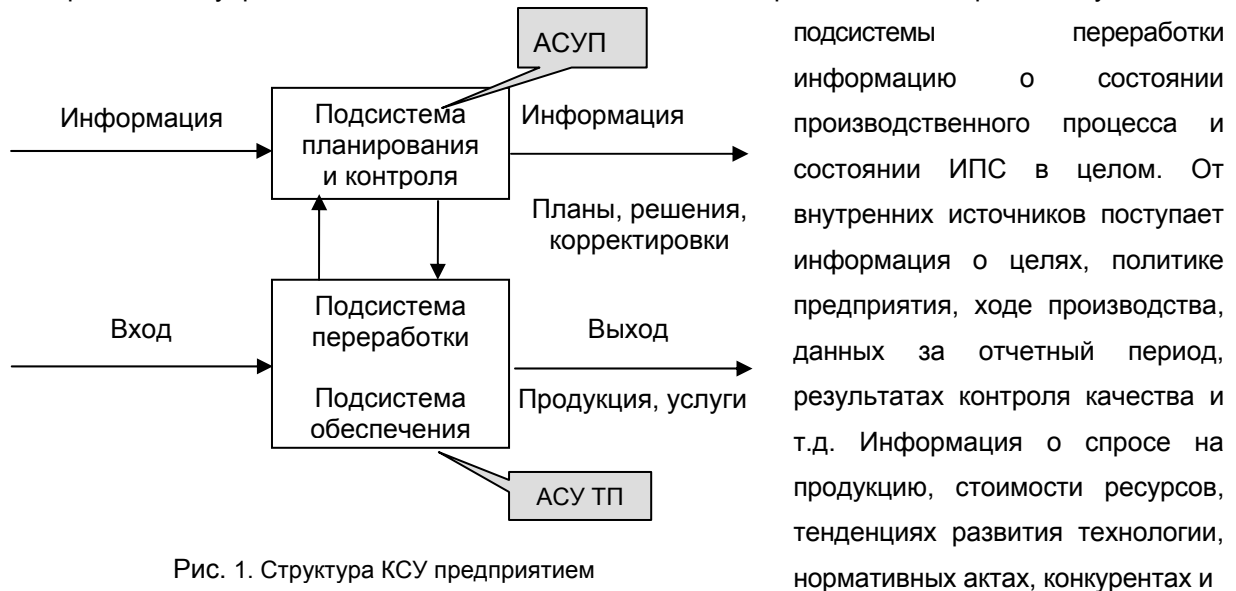 АСУП
Информация
Подсистема
планирования
и контроля
Информация
Планы, решения,
корректировки
Вход
Подсистема
переработки
Подсистема
обеспечения
Выход
Продукция, услуги
АСУ ТП
Рис. 1. Структура КСУ предприятием
подсистемы переработки
информацию о состоянии
производственного процесса и
состоянии ИПС в целом. От
внутренних источников поступает
информация о целях, политике
предприятия, ходе производства,
данных за отчетный период,
результатах контроля качества и
т.д. Информация о спросе на
продукцию, стоимости ресурсов,
тенденциях развития технологии,
нормативных актах, конкурентах и